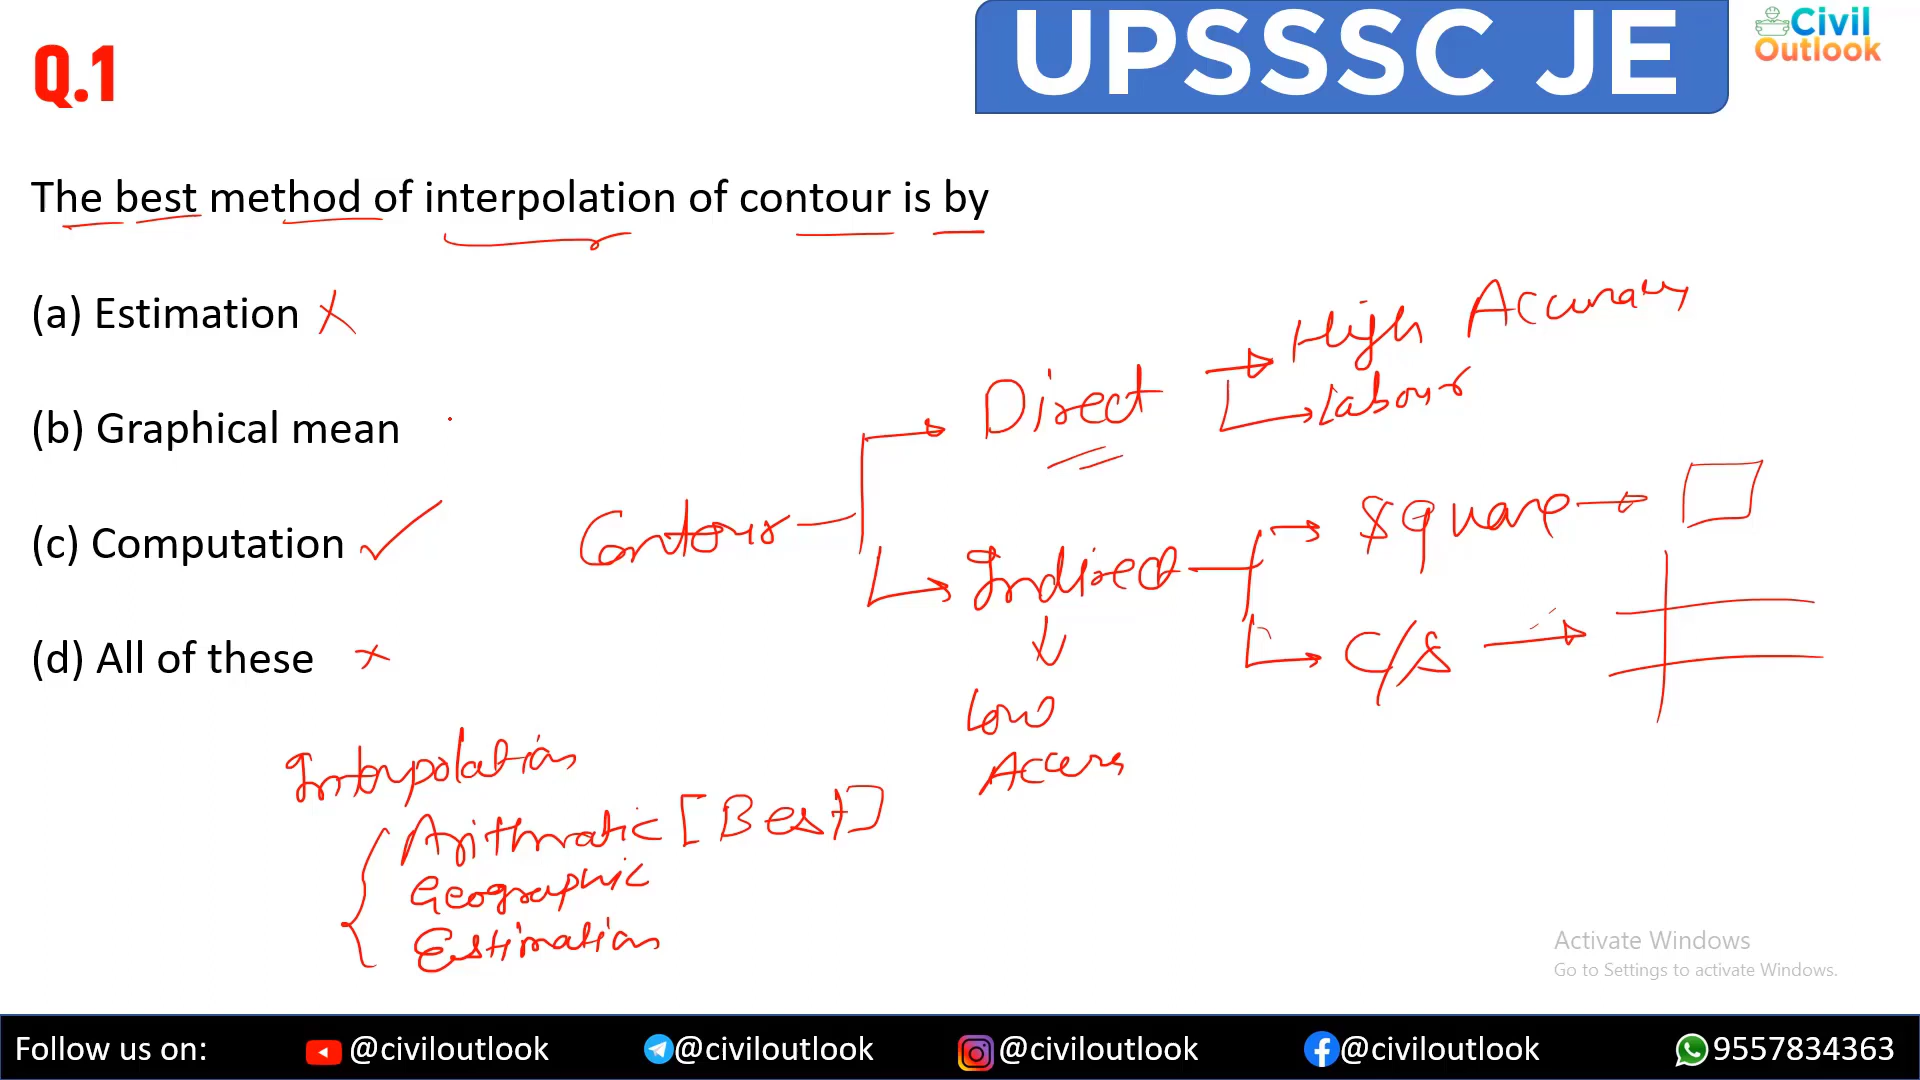 UPSSSC JE
Civil
Outlook
Q.1
The best method of interpolation of contour is by
(a) Estimation
(b) Graphical mean
(c) Computation
(d) All of these
Contour
Direct
High Accuracy
Labour
Indirect
Square
C/S
Low
Interpolation
Arithmatic [Best]
Geographic
Estimation
Activate Windows
Go to Settings to activate Windows.
Follow us on: @civiloutlook @civiloutlook @civiloutlook @civiloutlook 9557834363